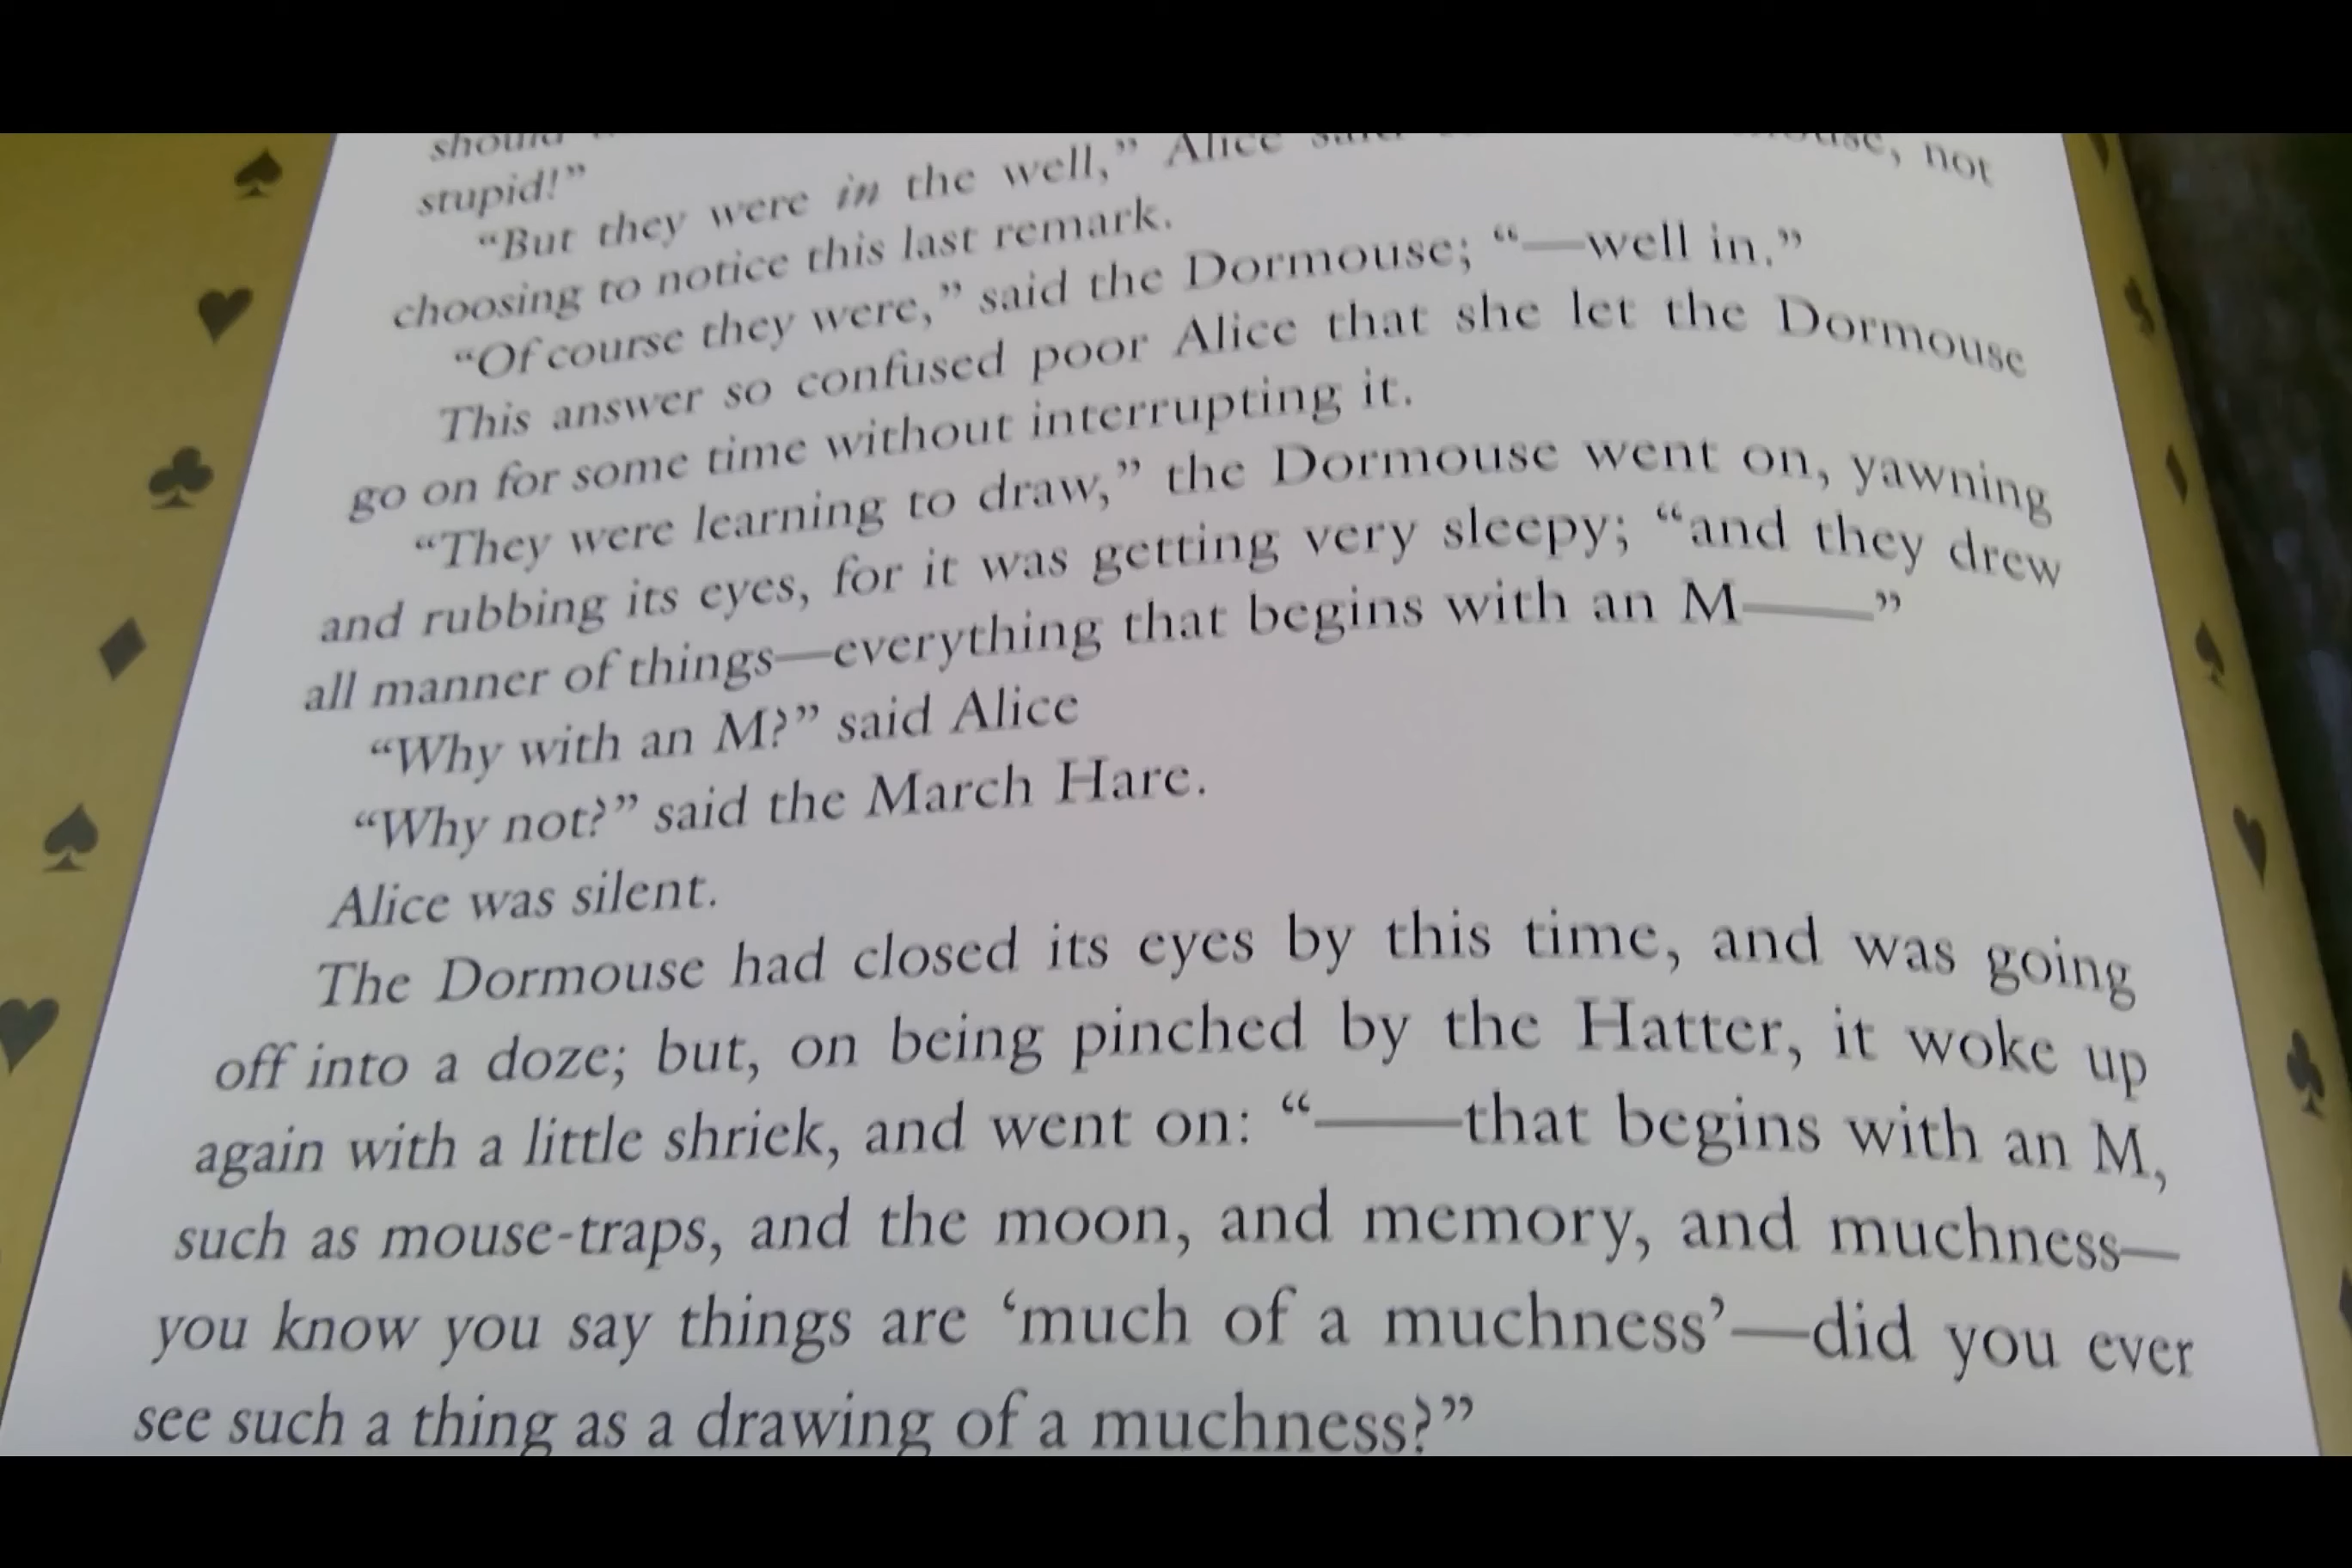 should
stupid!”
“But they were in the well,” Alice said not
choosing to notice this last remark.
“Of course they were,” said the Dormouse; “—well in.”
This answer so confused poor Alice that she let the Dormouse
go on for some time without interrupting it.
“They were learning to draw,” the Dormouse went on, yawning
and rubbing its eyes, for it was getting very sleepy; “and they drew
all manner of things—everything that begins with an M——”
“Why with an M?” said Alice
“Why not?” said the March Hare.
Alice was silent.
The Dormouse had closed its eyes by this time, and was going
off into a doze; but, on being pinched by the Hatter, it woke up
again with a little shriek, and went on: “——that begins with an M,
such as mouse-traps, and the moon, and memory, and muchness—
you know you say things are ‘much of a muchness’—did you ever
see such a thing as a drawing of a muchness?”